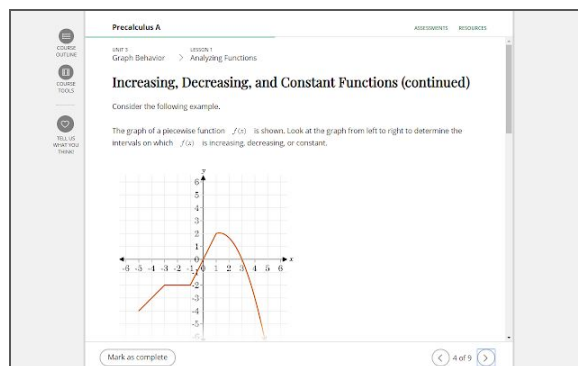 Precalculus A
ASSESSMENTS RESOURCES
COURSE
OUTLINE
COURSE
TOOLS
TELL US
WHAT YOU
THINK!
UNIT 3
LESSON 1
Graph Behavior > Analyzing Functions
Increasing, Decreasing, and Constant Functions (continued)
Consider the following example.
The graph of a piecewise function f(x) is shown. Look at the graph from left to right to determine the
intervals on which f(x) is increasing, decreasing, or constant.
y
6
5
4
3
2
1
0
-6 -5 -4 -3 -2 -1 0 1 2 3 4 5 6 x
-2
-3
-4
-5
Mark as complete
4 of 9